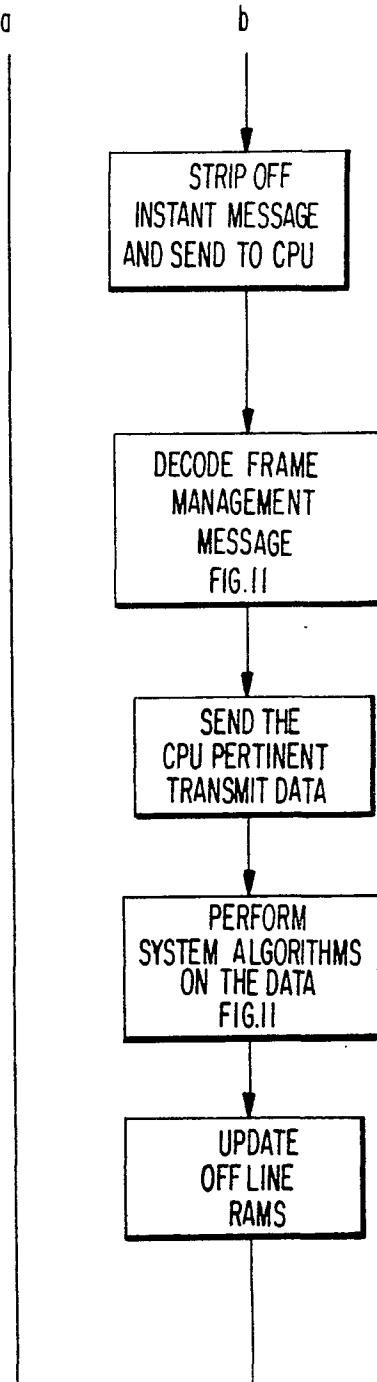 a b
STRIP OFF
INSTANT MESSAGE
AND SEND TO CPU
DECODE FRAME
MANAGEMENT
MESSAGE
FIG.11
SEND THE
CPU PERTINENT
TRANSMIT DATA
PERFORM
SYSTEM ALGORITHMS
ON THE DATA
FIG.11
UPDATE
OFF LINE
RAMS